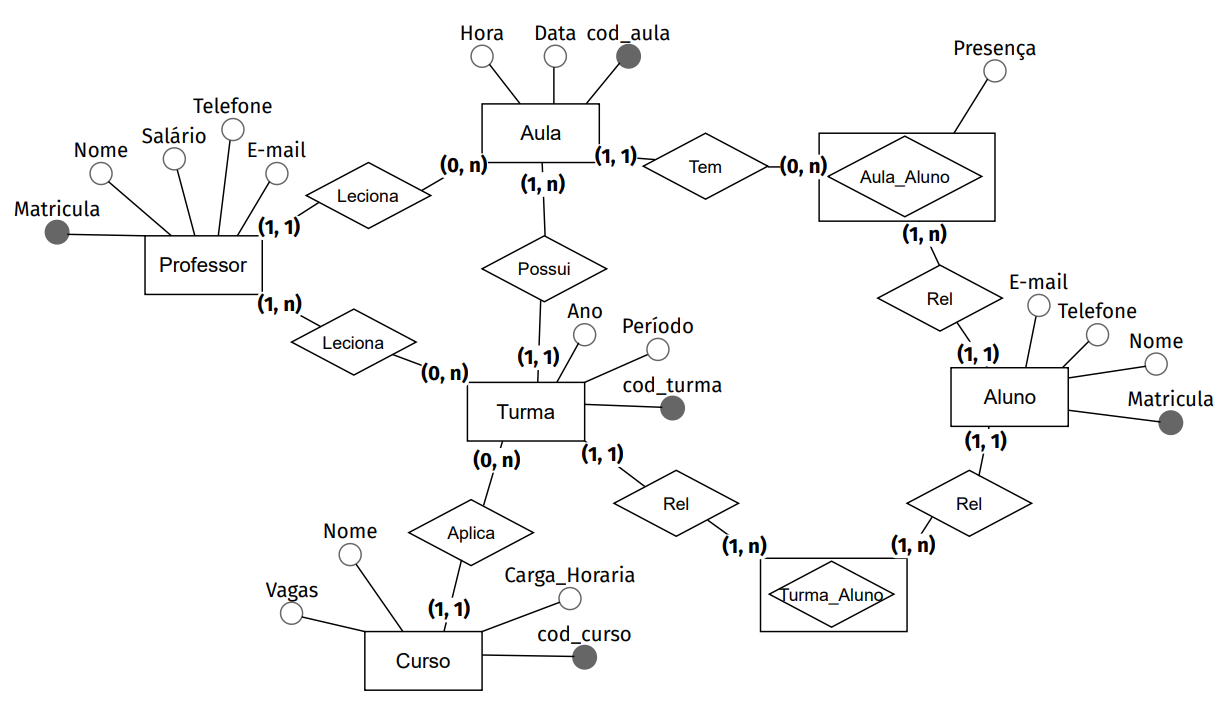 Hora
Data
cod_aula
Presença
Aula
Telefone
Salário
Nome
E-mail
Matricula
(0, n)
(1, 1)
Tem
(0, n)
Aula_Aluno
Leciona
(1, n)
(1, 1)
Professor
(1, n)
Possui
(1, n)
Rel
E-mail
Telefone
Nome
Matricula
Leciona
Ano
Período
(1, 1)
(1, 1)
(0, n)
cod_turma
Turma
Aluno
(0, n)
(1, 1)
(1, 1)
Aplica
Rel
Rel
Nome
(1, n)
(1, n)
Vagas
(1, 1)
Carga_Horaria
Turma_Aluno
cod_curso
Curso